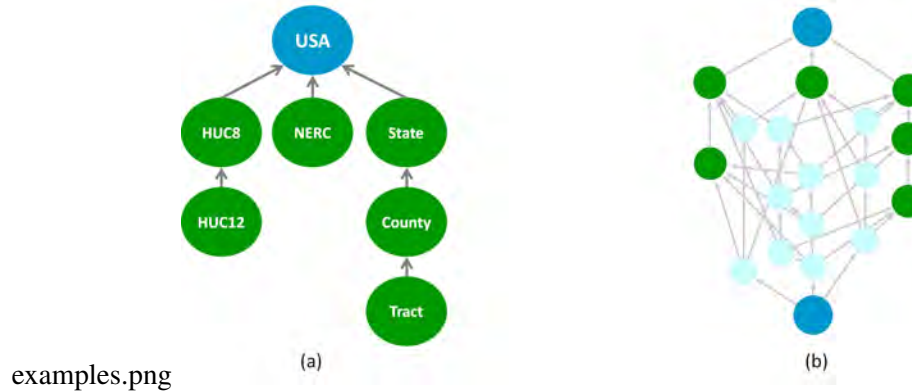 USA
HUC8 NERC State
HUC12 County
Tract
(a) (b)
examples.png